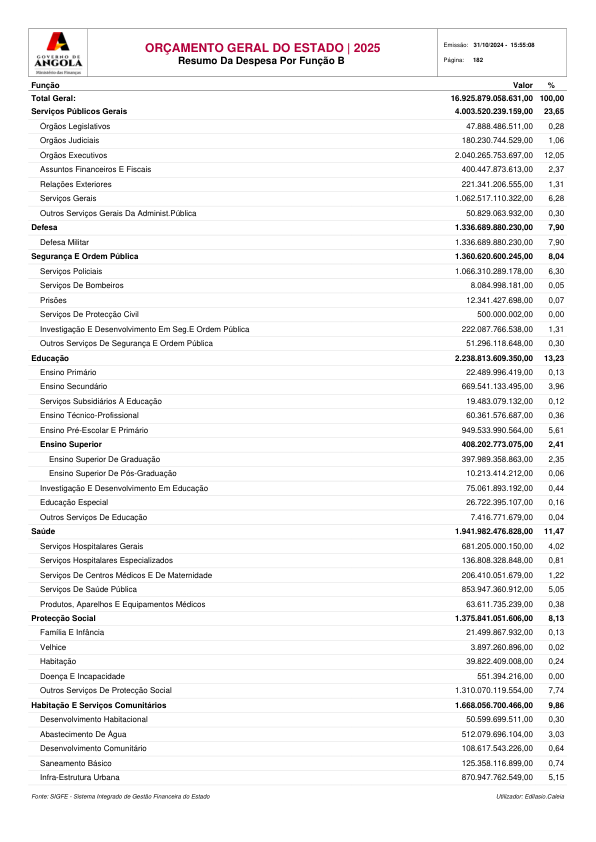 GOVERNO DE
ANGOLA
Ministério das Finanças
ORÇAMENTO GERAL DO ESTADO | 2025
Resumo Da Despesa Por Função B
Emissão: 31/10/2024 - 15:55:08
Página: 182
Função Valor %
Total Geral: 16.925.879.058.631,00 100,00
Serviços Públicos Gerais 4.003.520.239.159,00 23,65
Orgãos Legislativos 47.888.486.511,00 0,28
Orgãos Judiciais 180.230.744.529,00 1,06
Órgãos Executivos 2.040.265.753.697,00 12,05
Assuntos Financeiros E Fiscais 400.447.873.613,00 2,37
Relações Exteriores 221.341.206.555,00 1,31
Serviços Gerais 1.062.517.110.322,00 6,28
Outros Serviços Gerais Da Administ.Pública 50.829.063.932,00 0,30
Defesa 1.336.689.880.230,00 7,90
Defesa Militar 1.336.689.880.230,00 7,90
Segurança E Ordem Pública 1.360.620.600.245,00 8,04
Serviços Policiais 1.066.310.289.178,00 6,30
Serviços De Bombeiros 8.084.998.181,00 0,05
Prisões 12.341.427.698,00 0,07
Serviços De Protecção Civil 500.000.002,00 0,00
Investigação E Desenvolvimento Em Seg.E Ordem Pública 222.087.766.538,00 1,31
Outros Serviços De Segurança E Ordem Pública 51.296.118.648,00 0,30
Educação 2.238.813.609.350,00 13,23
Ensino Primário 22.489.996.419,00 0,13
Ensino Secundário 669.541.133.495,00 3,96
Serviços Subsidiários À Educação 19.483.079.132,00 0,12
Ensino Técnico-Profissional 60.361.576.687,00 0,36
Ensino Pré-Escolar E Primário 949.533.990.564,00 5,61
Ensino Superior 408.202.773.075,00 2,41
Ensino Superior De Graduação 397.989.358.863,00 2,35
Ensino Superior De Pós-Graduação 10.213.414.212,00 0,06
Investigação E Desenvolvimento Em Educação 75.061.893.192,00 0,44
Educação Especial 26.722.395.107,00 0,16
Outros Serviços De Educação 7.416.771.679,00 0,04
Saúde 1.941.982.476.828,00 11,47
Serviços Hospitalares Gerais 681.205.000.150,00 4,02
Serviços Hospitalares Especializados 136.808.328.848,00 0,81
Serviços De Centros Médicos E De Maternidade 206.410.051.679,00 1,22
Serviços De Saúde Pública 853.947.360.912,00 5,05
Produtos, Aparelhos E Equipamentos Médicos 63.611.735.239,00 0,38
Protecção Social 1.375.841.051.606,00 8,13
Família E Infância 21.499.867.932,00 0,13
Velhice 3.897.260.896,00 0,02
Habitação 39.822.409.008,00 0,24
Doença E Incapacidade 551.394.216,00 0,00
Outros Serviços De Protecção Social 1.310.070.119.554,00 7,74
Habitação E Serviços Comunitários 1.668.056.700.466,00 9,86
Desenvolvimento Habitacional 50.599.699.511,00 0,30
Abastecimento De Água 512.079.696.104,00 3,03
Desenvolvimento Comunitário 108.617.543.226,00 0,64
Saneamento Básico 125.358.116.899,00 0,74
Infra-Estrutura Urbana 870.947.762.549,00 5,15
Fonte: SIGFE - Sistema Integrado de Gestão Financeira do Estado Utilizador: Edilasio.Caleia